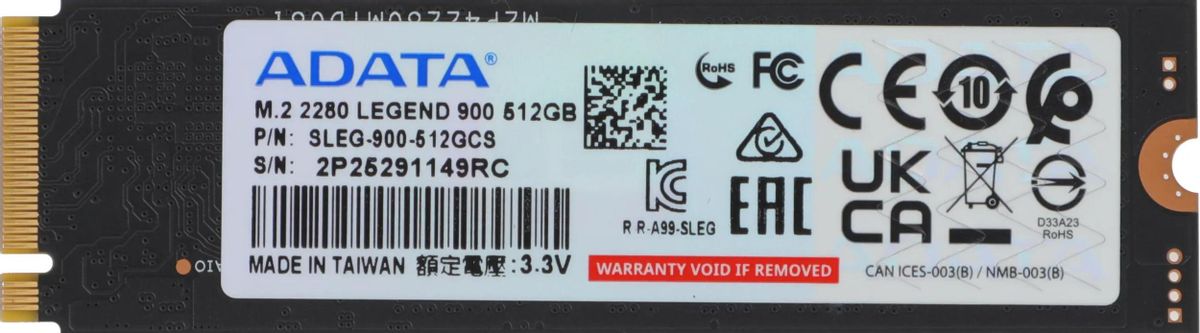 ADATA®
M.2 2280 LEGEND 900 512GB
P/N: SLEG-900-512GCS
S/N: 2P25291149RC
MADE IN TAIWAN 額定電壓:3.3V
RoHS
FC
CE
10
KC
R R-A99-SLEG
EAC
UK
CA
D33A23
RoHS
WARRANTY VOID IF REMOVED
CAN ICES-003(B) / NMB-003(B)